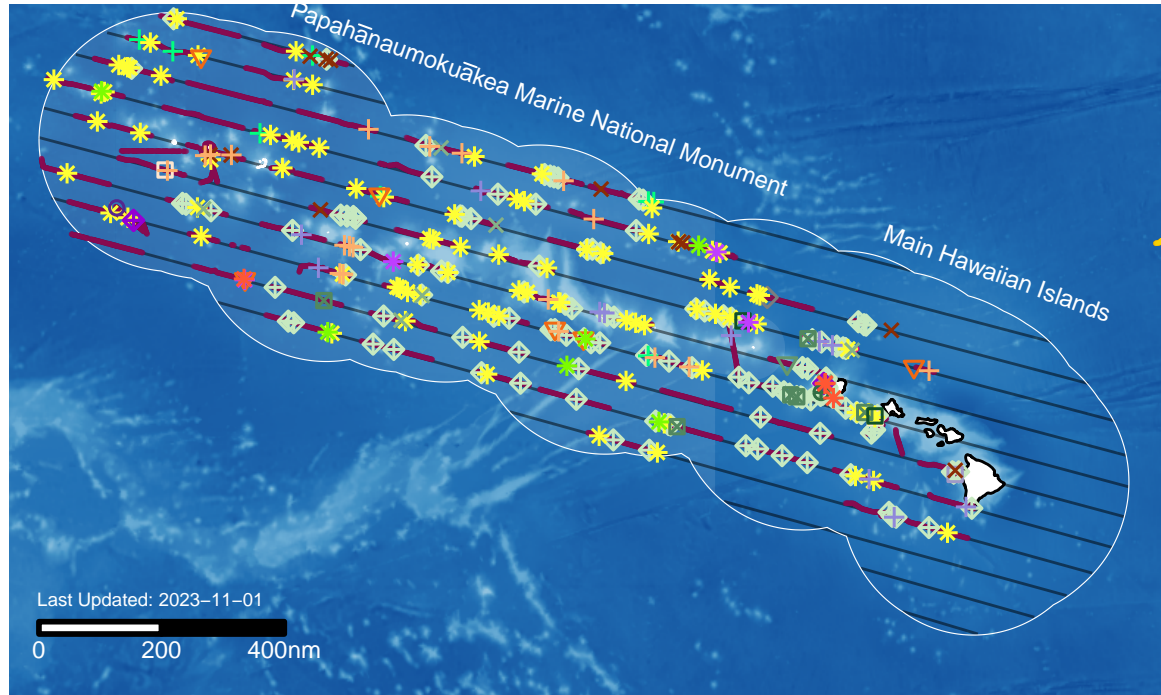 Papahānaumokuākea Marine National Monument
Main Hawaiian Islands
Last Updated: 2023−11−01
0 200 400nm